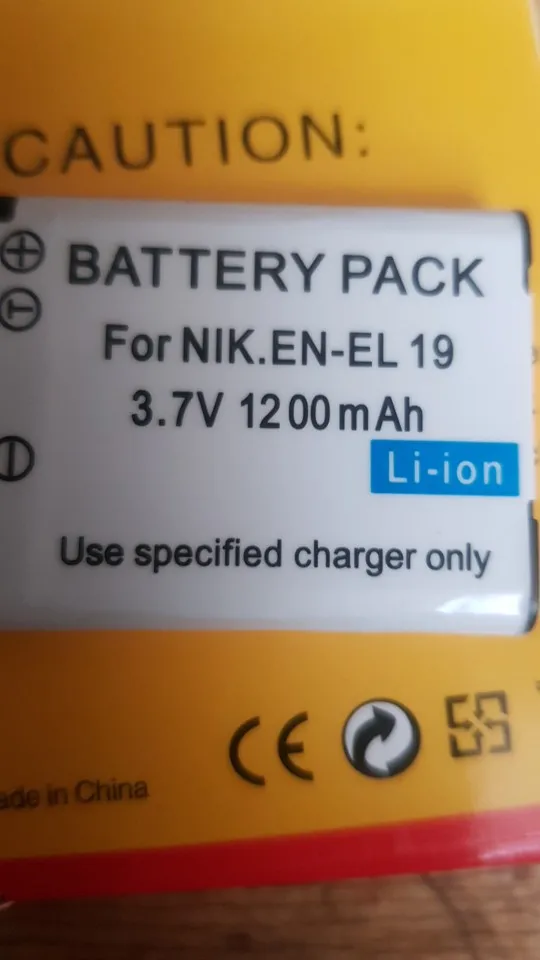 CAUTION:
BATTERY PACK
For NIK.EN-EL 19
3.7V 1200mAh
Li-ion
Use specified charger only
CE
in China